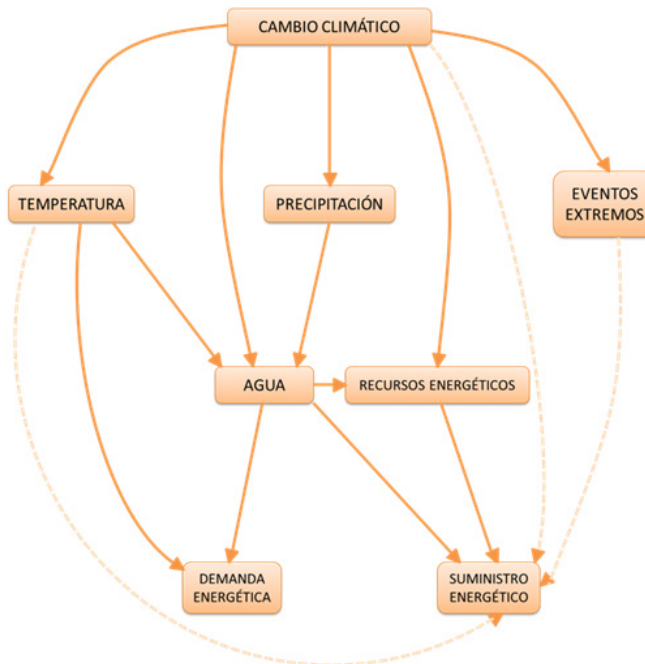 CAMBIO CLIMÁTICO
TEMPERATURA
PRECIPITACIÓN
EVENTOS
EXTREMOS
AGUA
RECURSOS ENERGÉTICOS
DEMANDA
ENERGÉTICA
SUMINISTRO
ENERGÉTICO